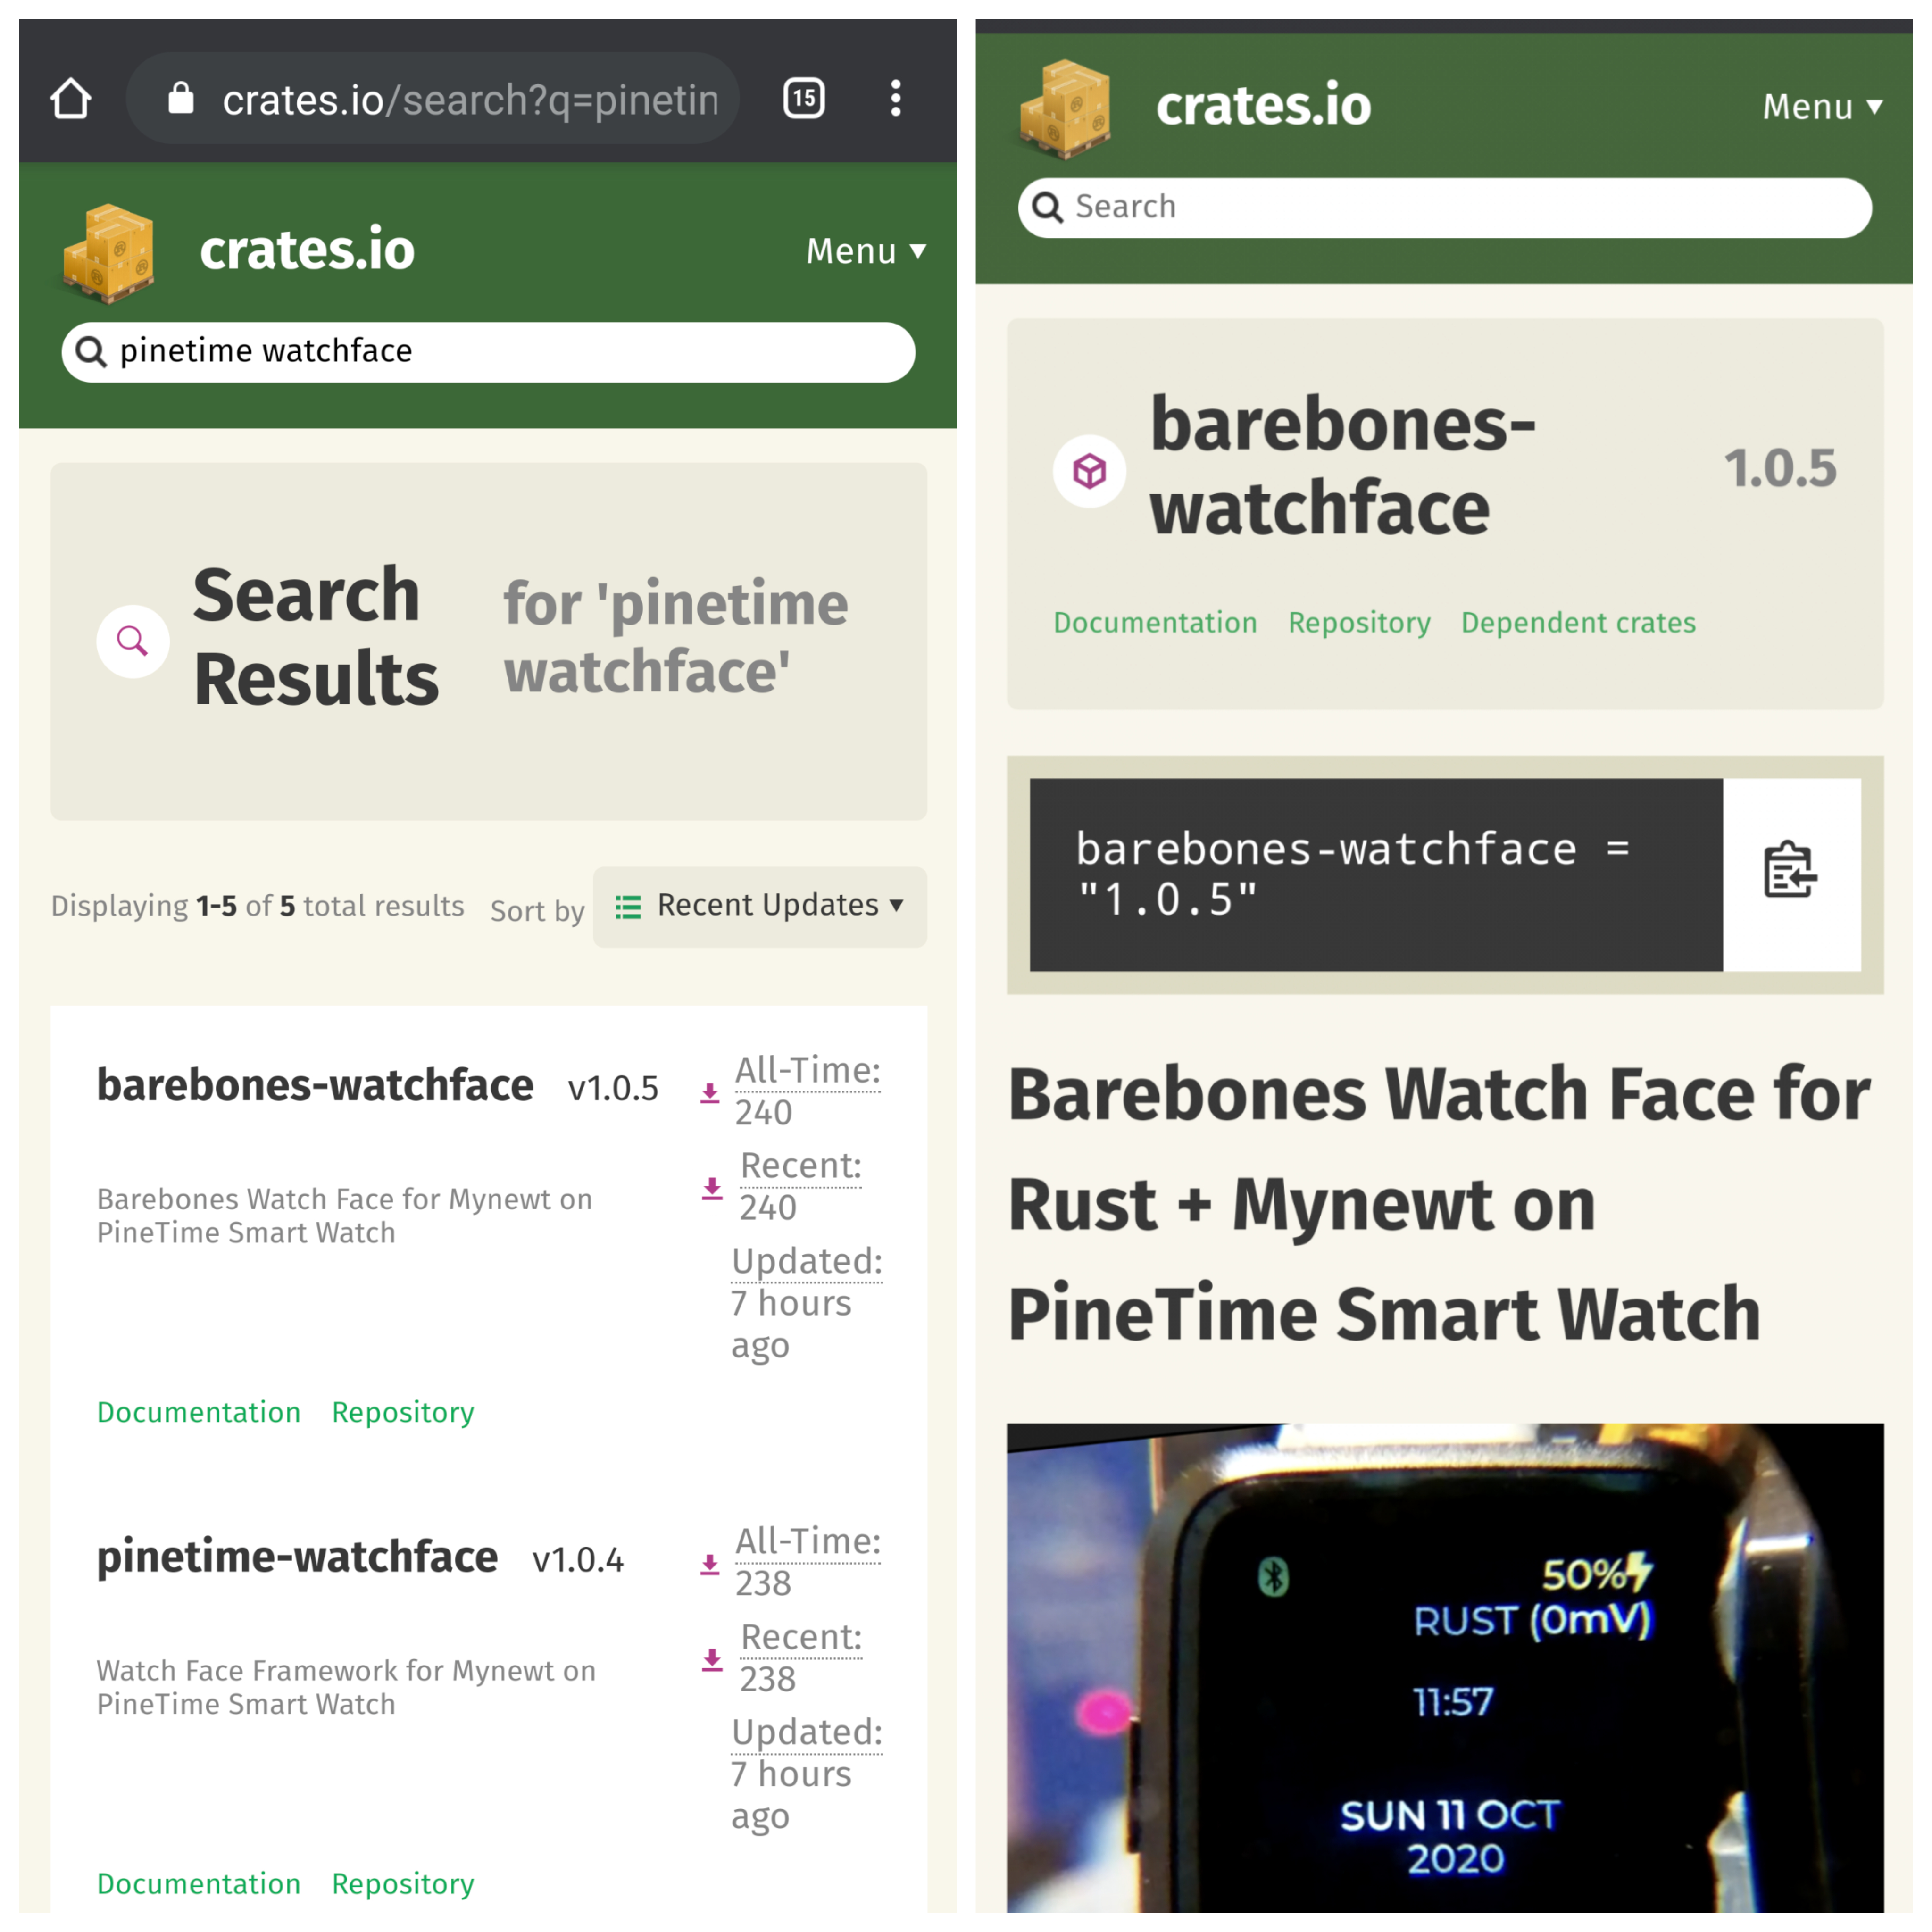 crates.io/search?q=pinetin
15
crates.io
Menu ▼
pinetime watchface
Search
Results
for 'pinetime
watchface'
Displaying 1-5 of 5 total results
Sort by
Recent Updates ▼
barebones-watchface v1.0.5
All-Time:
240
Recent:
240
Updated:
7 hours
ago
Barebones Watch Face for Mynewt on
PineTime Smart Watch
Documentation Repository
pinetime-watchface v1.0.4
All-Time:
238
Recent:
238
Updated:
7 hours
ago
Watch Face Framework for Mynewt on
PineTime Smart Watch
Documentation Repository
crates.io
Menu ▼
Search
barebones-
watchface
1.0.5
Documentation Repository Dependent crates
barebones-watchface =
"1.0.5"
Barebones Watch Face for
Rust + Mynewt on
PineTime Smart Watch
50%
RUST (0mV)
11:57
SUN 11 OCT
2020